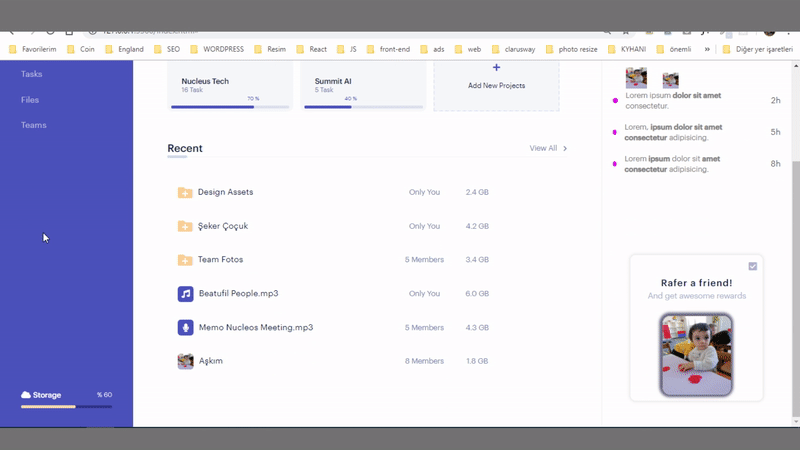 Favorilerim
Coin
England
SEO
WORDPRESS
Resim
React
JS
front-end
ads
web
clarusway
photo resize
KYHANI
önemli
»
Diğer yer işaretleri
Tasks
Files
Teams
Storage
% 60
Nucleus Tech
16 Task
70 %
Summit AI
5 Task
40 %
+
Add New Projects
Recent
View All
Design Assets
Only You
2.4 GB
Şeker Çoçuk
Only You
4.2 GB
Team Fotos
5 Members
3.4 GB
Beatufil People.mp3
Only You
6.0 GB
Memo Nucleos Meeting.mp3
5 Members
4.3 GB
Aşkım
8 Members
1.8 GB
Lorem ipsum dolor sit amet
consectetur.
2h
Lorem, ipsum dolor sit amet
consectetur adipisicing.
5h
Lorem ipsum dolor sit amet
consectetur adipisicing.
8h
Rafer a friend!
And get awesome rewards